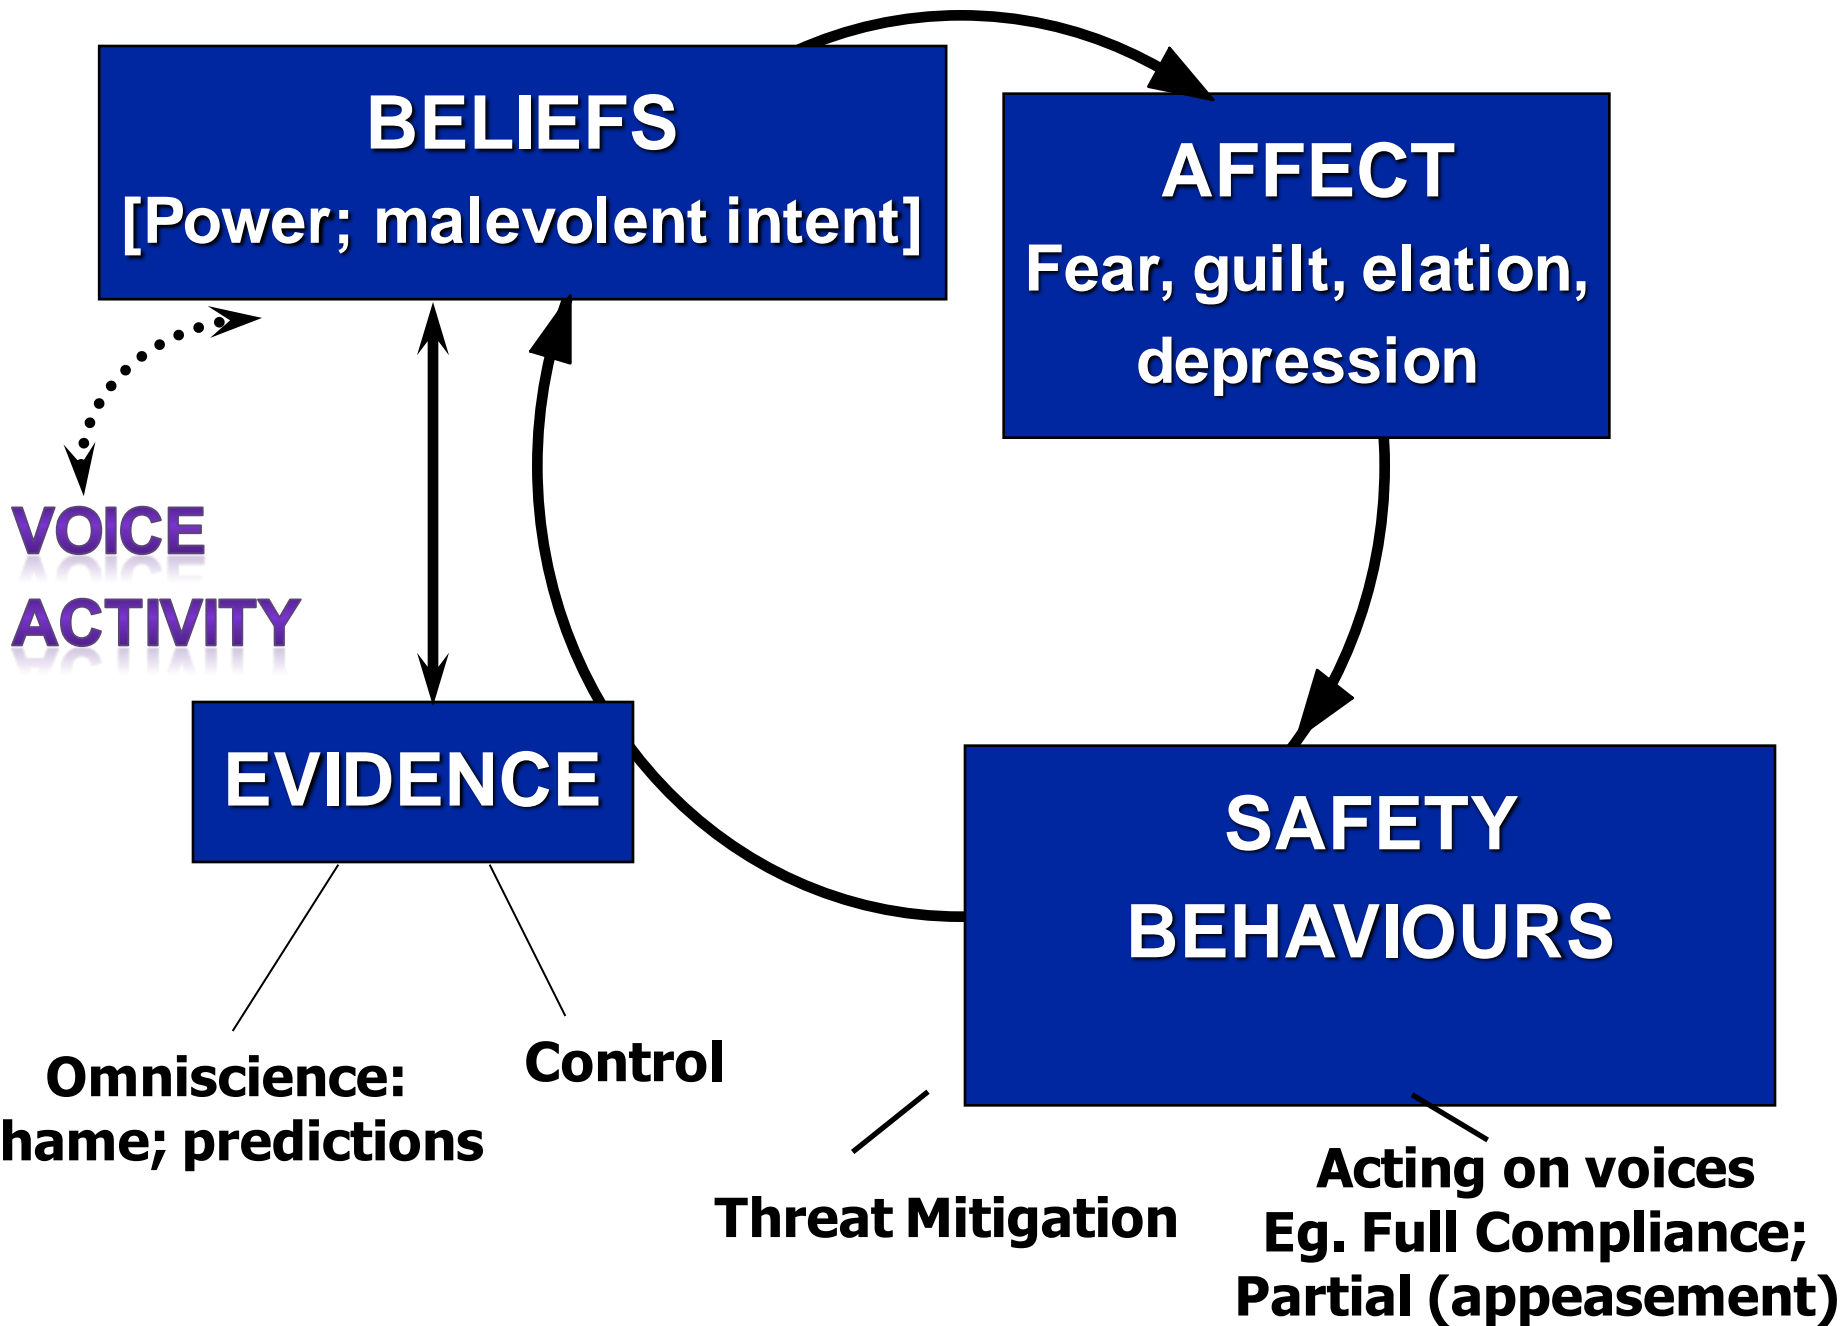 BELIEFS
[Power; malevolent intent]
AFFECT
Fear, guilt, elation,
depression
VOICE
ACTIVITY
EVIDENCE
SAFETY
BEHAVIOURS
Omniscience:
hame; predictions
Control
Threat Mitigation
Acting on voices
Eg. Full Compliance;
Partial (appeasement)